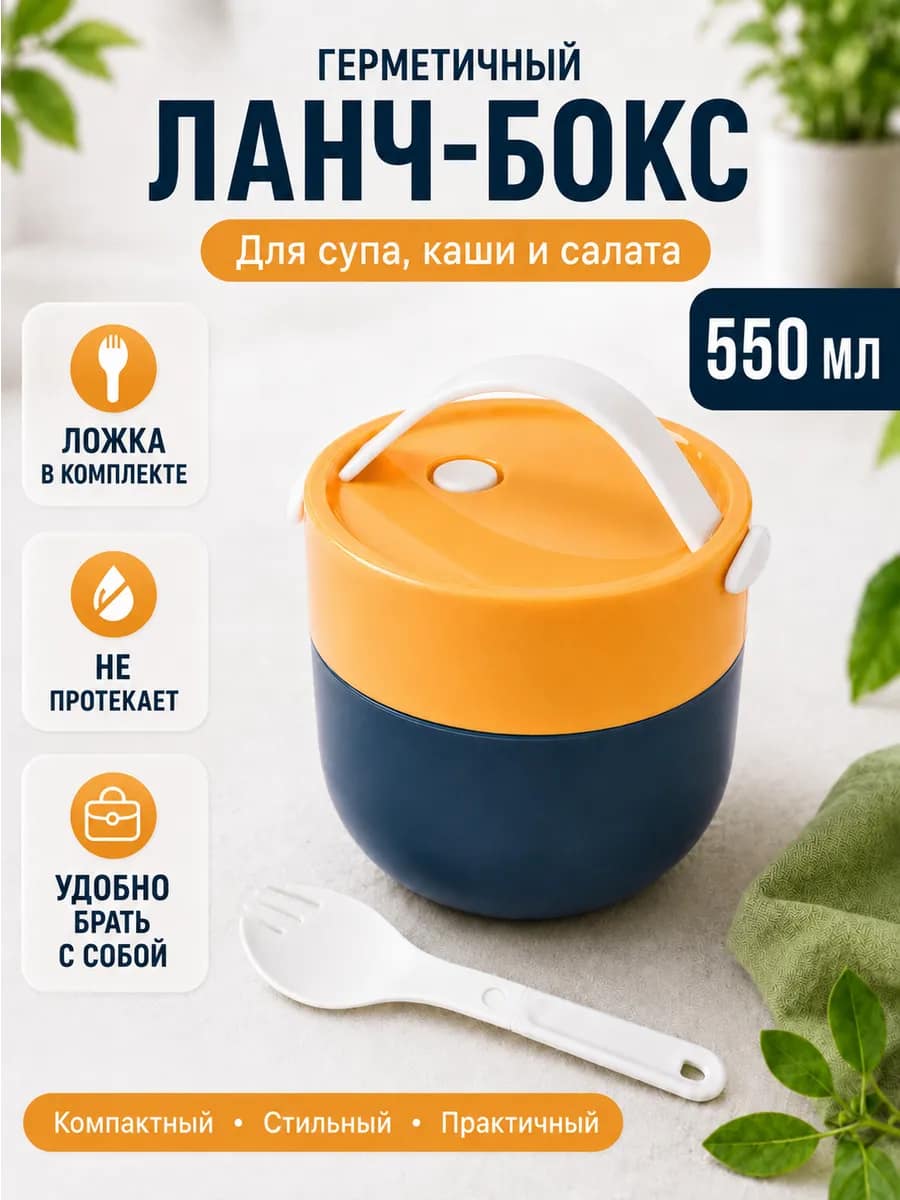 ГЕРМЕТИЧНЫЙ
ЛАНЧ-БОКС
Для супа, каши и салата
550 мл
ЛОЖКА
В КОМПЛЕКТЕ
НЕ
ПРОТЕКАЕТ
УДОБНО
БРАТЬ
С СОБОЙ
Компактный • Стильный • Практичный